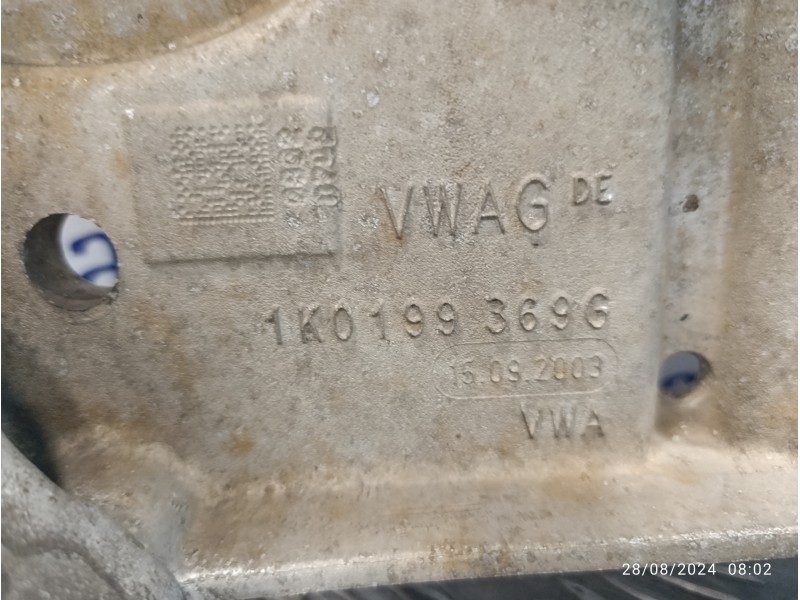 VWAG DE
1K0199 369G
15.09.2003
VWA
28/08/2024 08:02